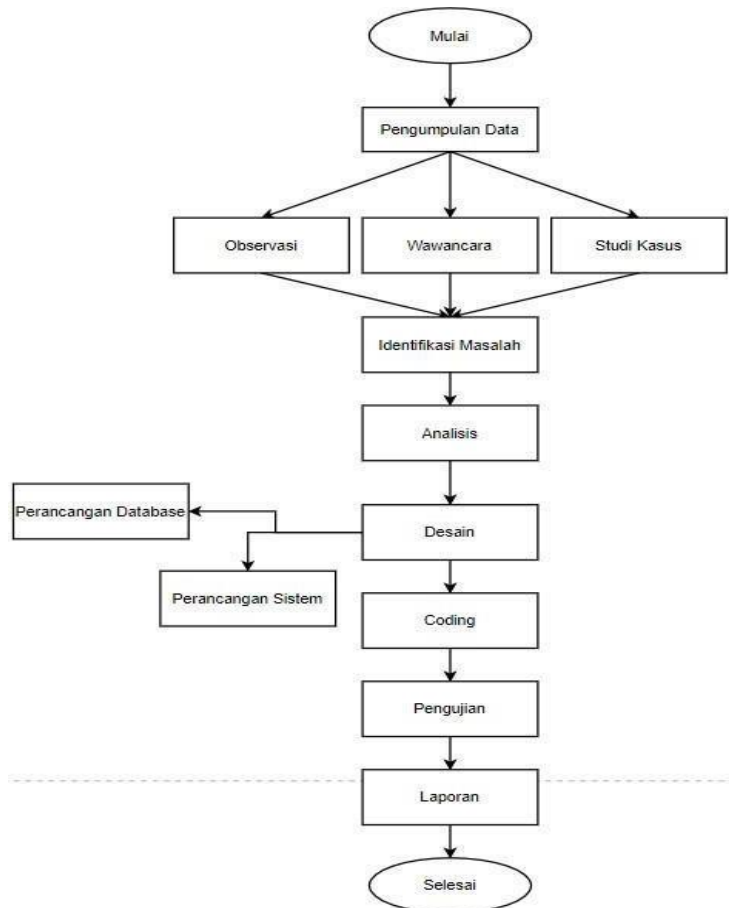 Mulai
Pengumpulan Data
Observasi
Wawancara
Studi Kasus
Identifikasi Masalah
Analisis
Perancangan Database
Desain
Perancangan Sistem
Coding
Pengujian
Laporan
Selesai